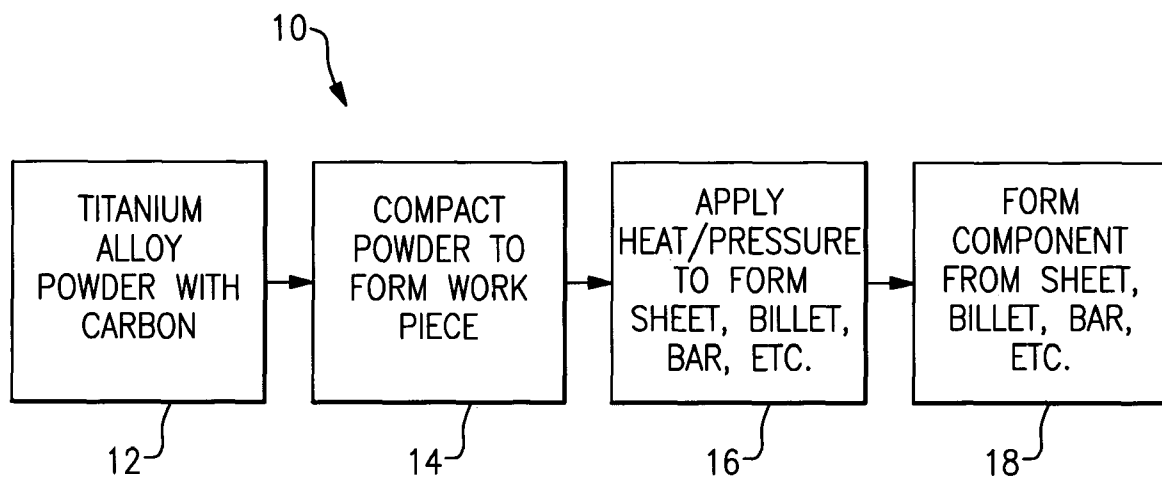 10
TITANIUM
ALLOY
POWDER WITH
CARBON
COMPACT
POWDER TO
FORM WORK
PIECE
APPLY
HEAT/PRESSURE
TO FORM
SHEET, BILLET,
BAR, ETC.
FORM
COMPONENT
FROM SHEET,
BILLET, BAR,
ETC.
12
14
16
18